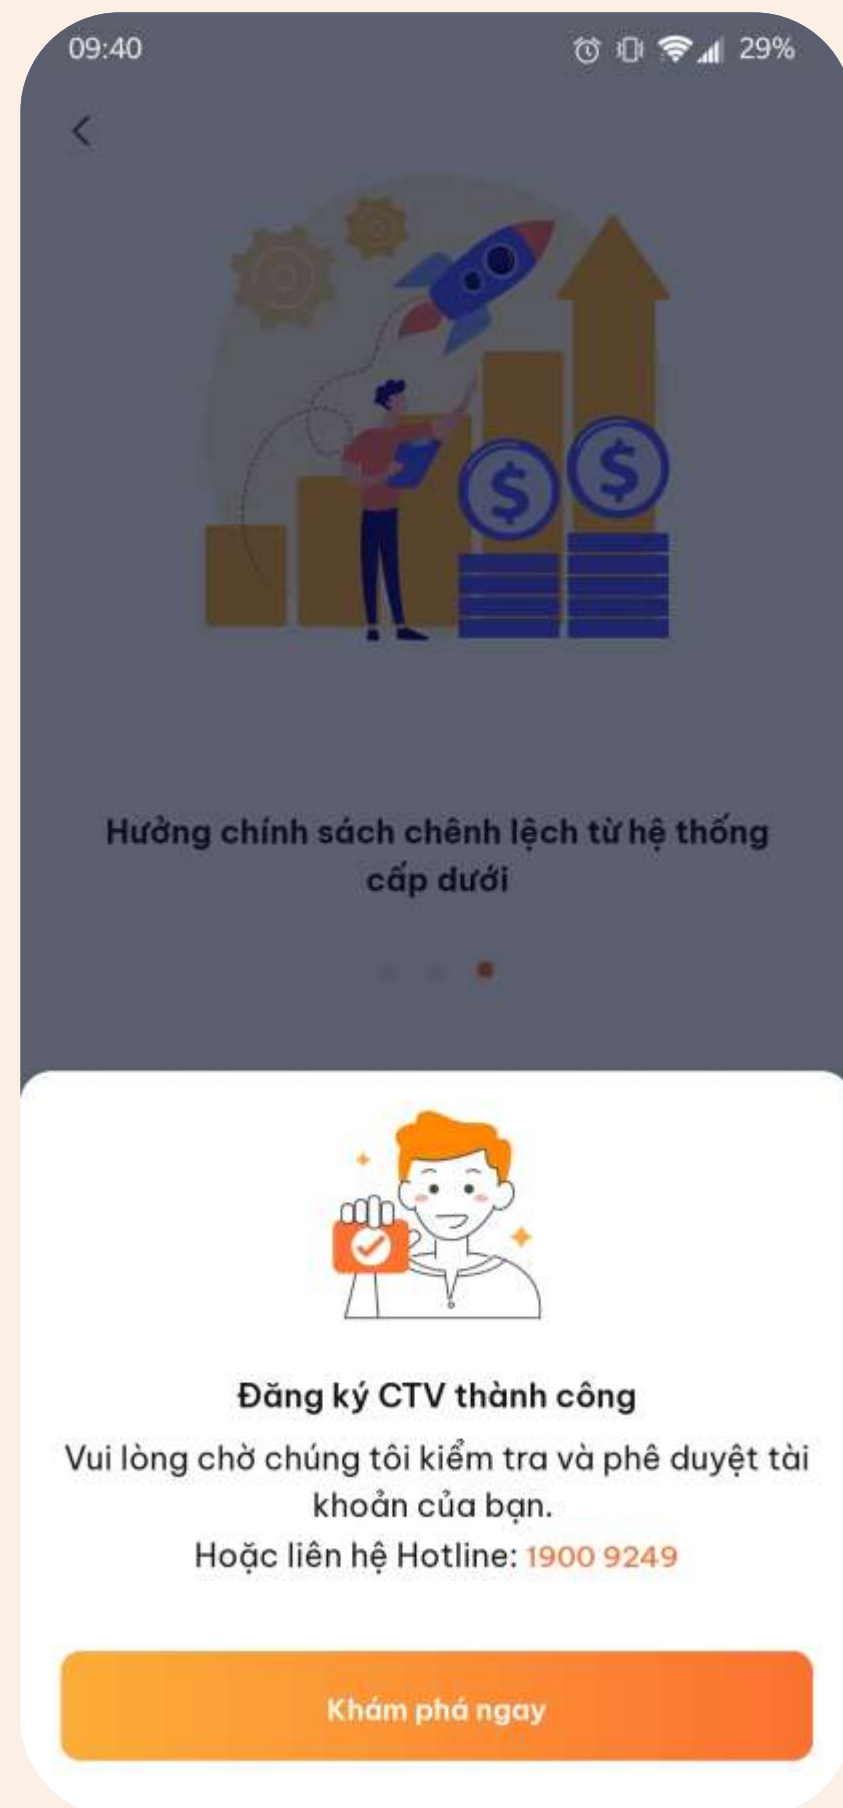 09:40
29%
Hưởng chính sách chênh lệch từ hệ thống
cấp dưới
$ $
Đăng ký CTV thành công
Vui lòng chờ chúng tôi kiểm tra và phê duyệt tài
khoản của bạn.
Hoặc liên hệ Hotline: 1900 9249
Khám phá ngay